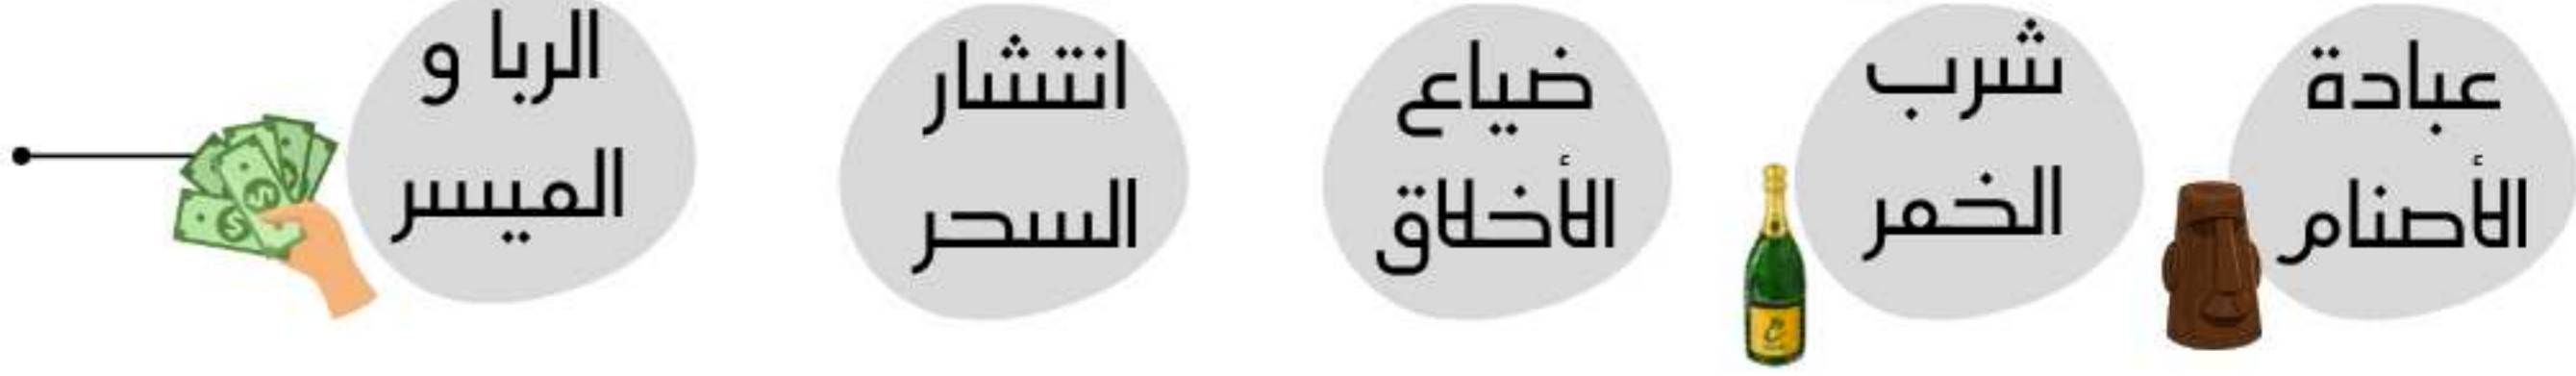 عبادة
الأصنام
شرب
الخمر
ضياع
الأخلاق
انتشار
السحر
الربا و
الميسر